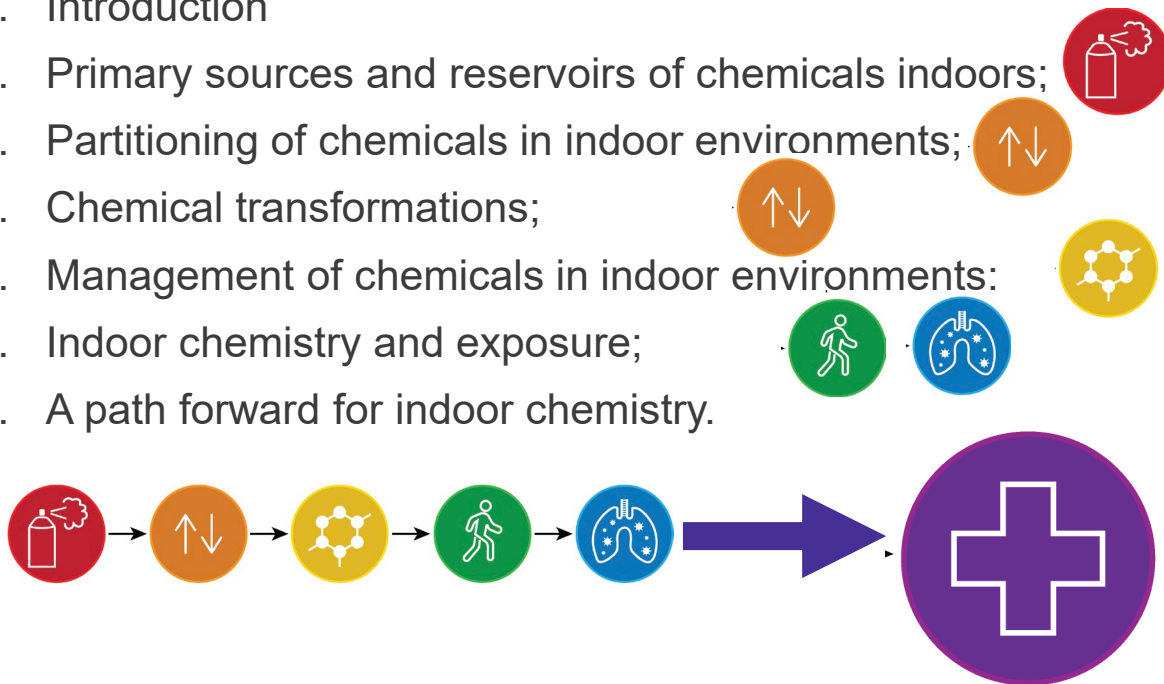 . Introduction
. Primary sources and reservoirs of chemicals indoors;
. Partitioning of chemicals in indoor environments;
. Chemical transformations;
. Management of chemicals in indoor environments:
. Indoor chemistry and exposure;
. A path forward for indoor chemistry.